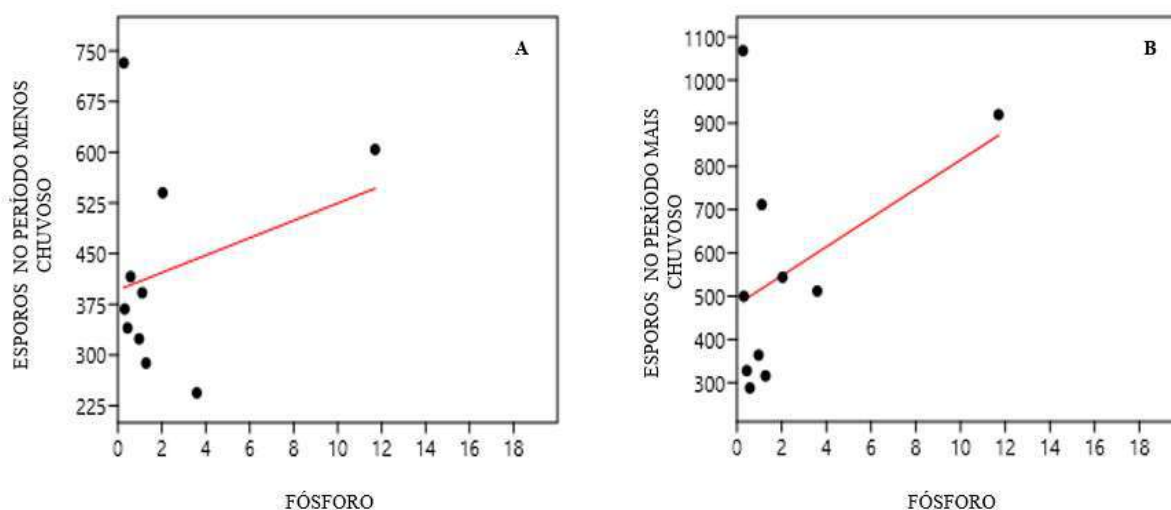 A
ESPOROS NO PERÍODO MENOS
CHUVOSO
750
675
600
525
450
375
300
225
0 2 4 6 8 10 12 14 16 18
FÓSFORO
B
ESPOROS NO PERÍODO MAIS
CHUVOSO
1100
1000
900
800
700
600
500
400
300
0 2 4 6 8 10 12 14 16 18
FÓSFORO